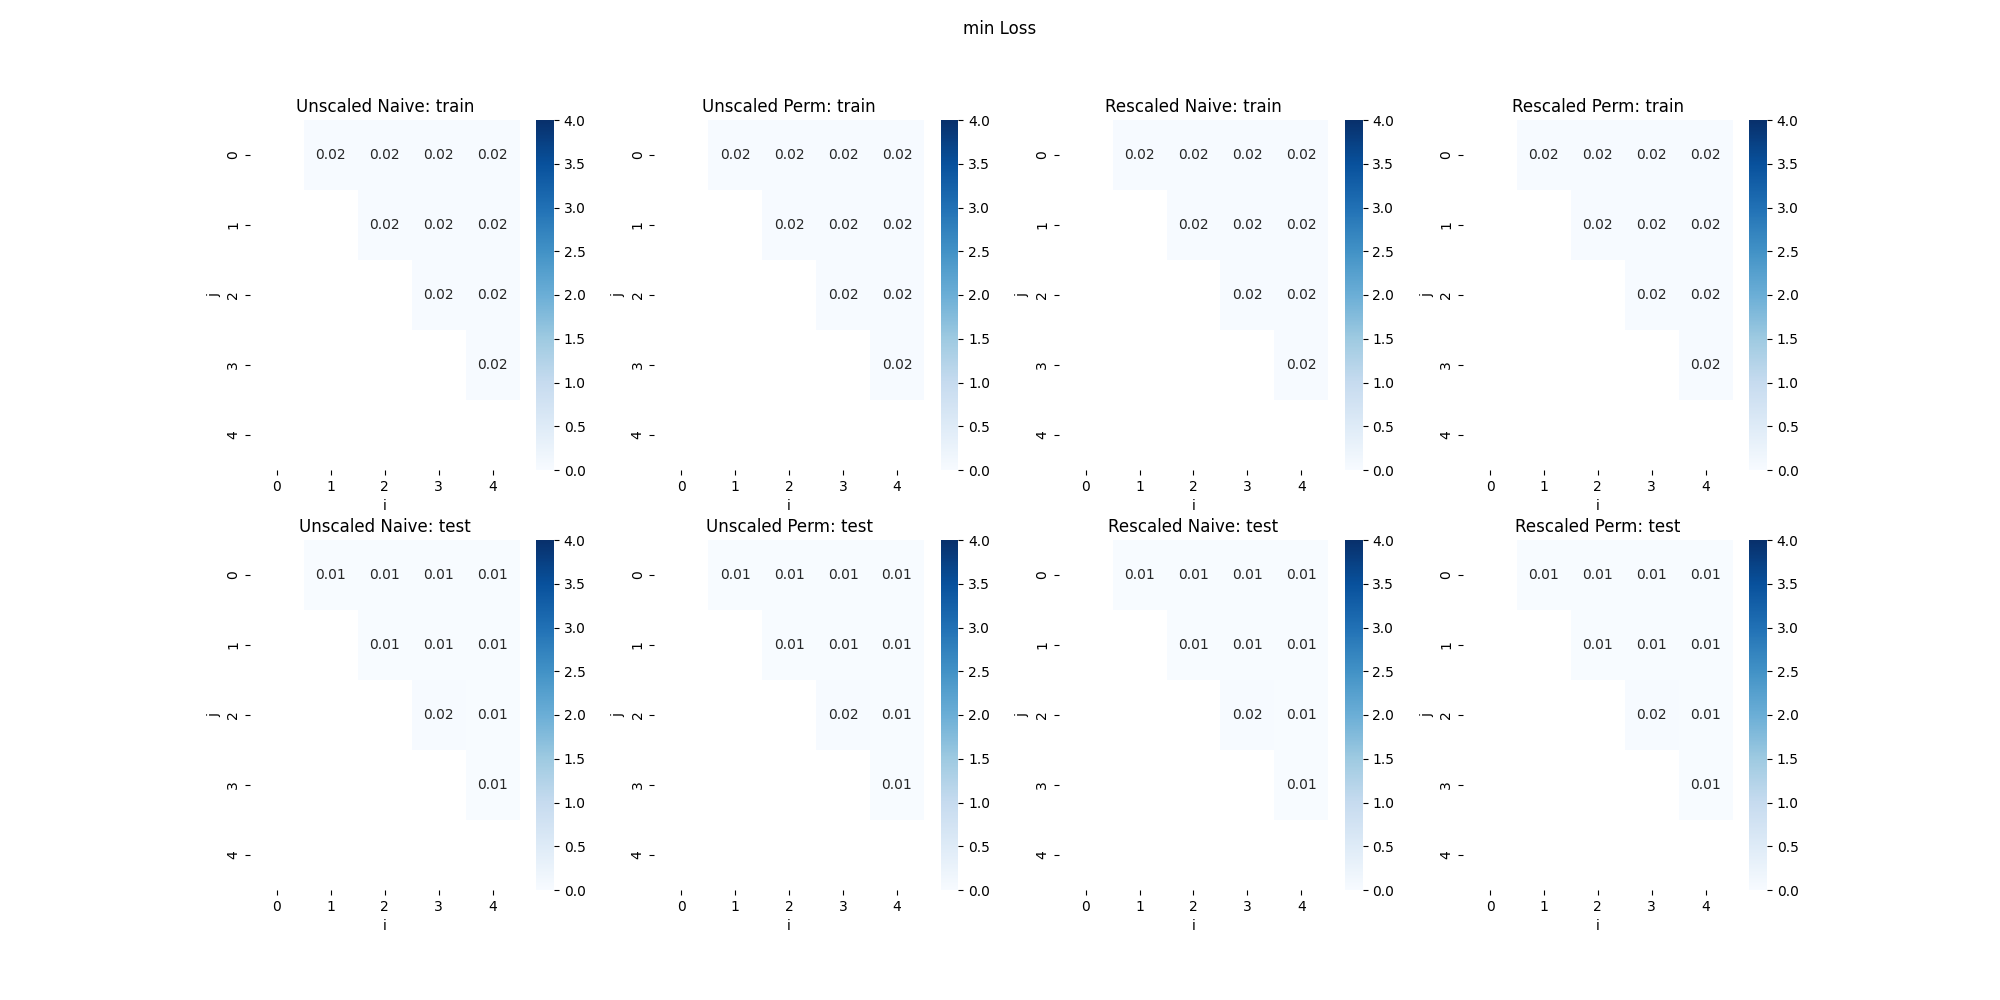 min Loss
Unscaled Naive: train
4.0
3.5
3.0
2.5
2.0
1.5
1.0
0.5
0.0
0 0.02 0.02 0.02 0.02
1 0.02 0.02 0.02
j 2 0.02 0.02
3 0.02
4
0 1 2 3 4
i
Unscaled Perm: train
4.0
3.5
3.0
2.5
2.0
1.5
1.0
0.5
0.0
0 0.02 0.02 0.02 0.02
1 0.02 0.02 0.02
j 2 0.02 0.02
3 0.02
4
0 1 2 3 4
i
Rescaled Naive: train
4.0
3.5
3.0
2.5
2.0
1.5
1.0
0.5
0.0
0 0.02 0.02 0.02 0.02
1 0.02 0.02 0.02
j 2 0.02 0.02
3 0.02
4
0 1 2 3 4
i
Rescaled Perm: train
4.0
3.5
3.0
2.5
2.0
1.5
1.0
0.5
0.0
0 0.02 0.02 0.02 0.02
1 0.02 0.02 0.02
j 2 0.02 0.02
3 0.02
4
0 1 2 3 4
i
Unscaled Naive: test
4.0
3.5
3.0
2.5
2.0
1.5
1.0
0.5
0.0
0 0.01 0.01 0.01 0.01
1 0.01 0.01 0.01
j 2 0.02 0.01
3 0.01
4
0 1 2 3 4
i
Unscaled Perm: test
4.0
3.5
3.0
2.5
2.0
1.5
1.0
0.5
0.0
0 0.01 0.01 0.01 0.01
1 0.01 0.01 0.01
j 2 0.02 0.01
3 0.01
4
0 1 2 3 4
i
Rescaled Naive: test
4.0
3.5
3.0
2.5
2.0
1.5
1.0
0.5
0.0
0 0.01 0.01 0.01 0.01
1 0.01 0.01 0.01
j 2 0.02 0.01
3 0.01
4
0 1 2 3 4
i
Rescaled Perm: test
4.0
3.5
3.0
2.5
2.0
1.5
1.0
0.5
0.0
0 0.01 0.01 0.01 0.01
1 0.01 0.01 0.01
j 2 0.02 0.01
3 0.01
4
0 1 2 3 4
i